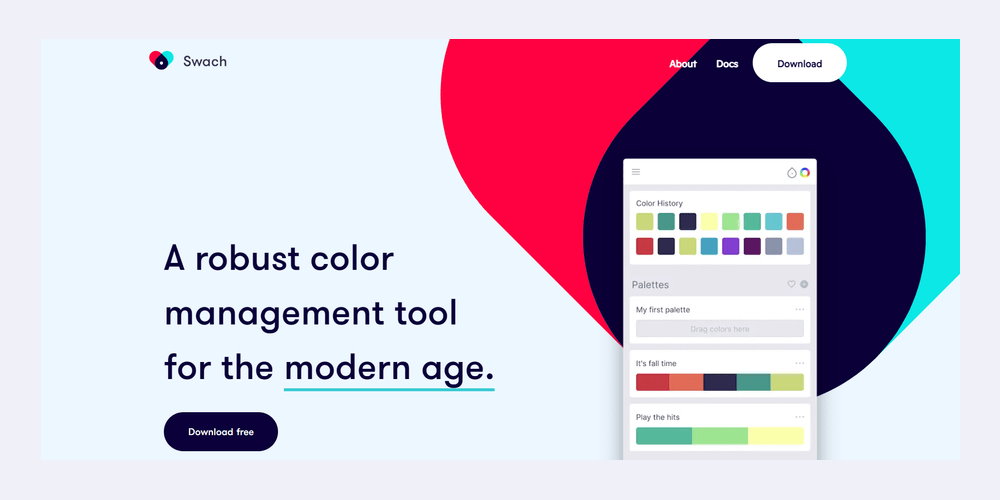 Swach
About Docs Download
A robust color
management tool
for the modern age.
Download free
Color History
Palettes
My first palette
Drag colors here
It's fall time
Play the hits